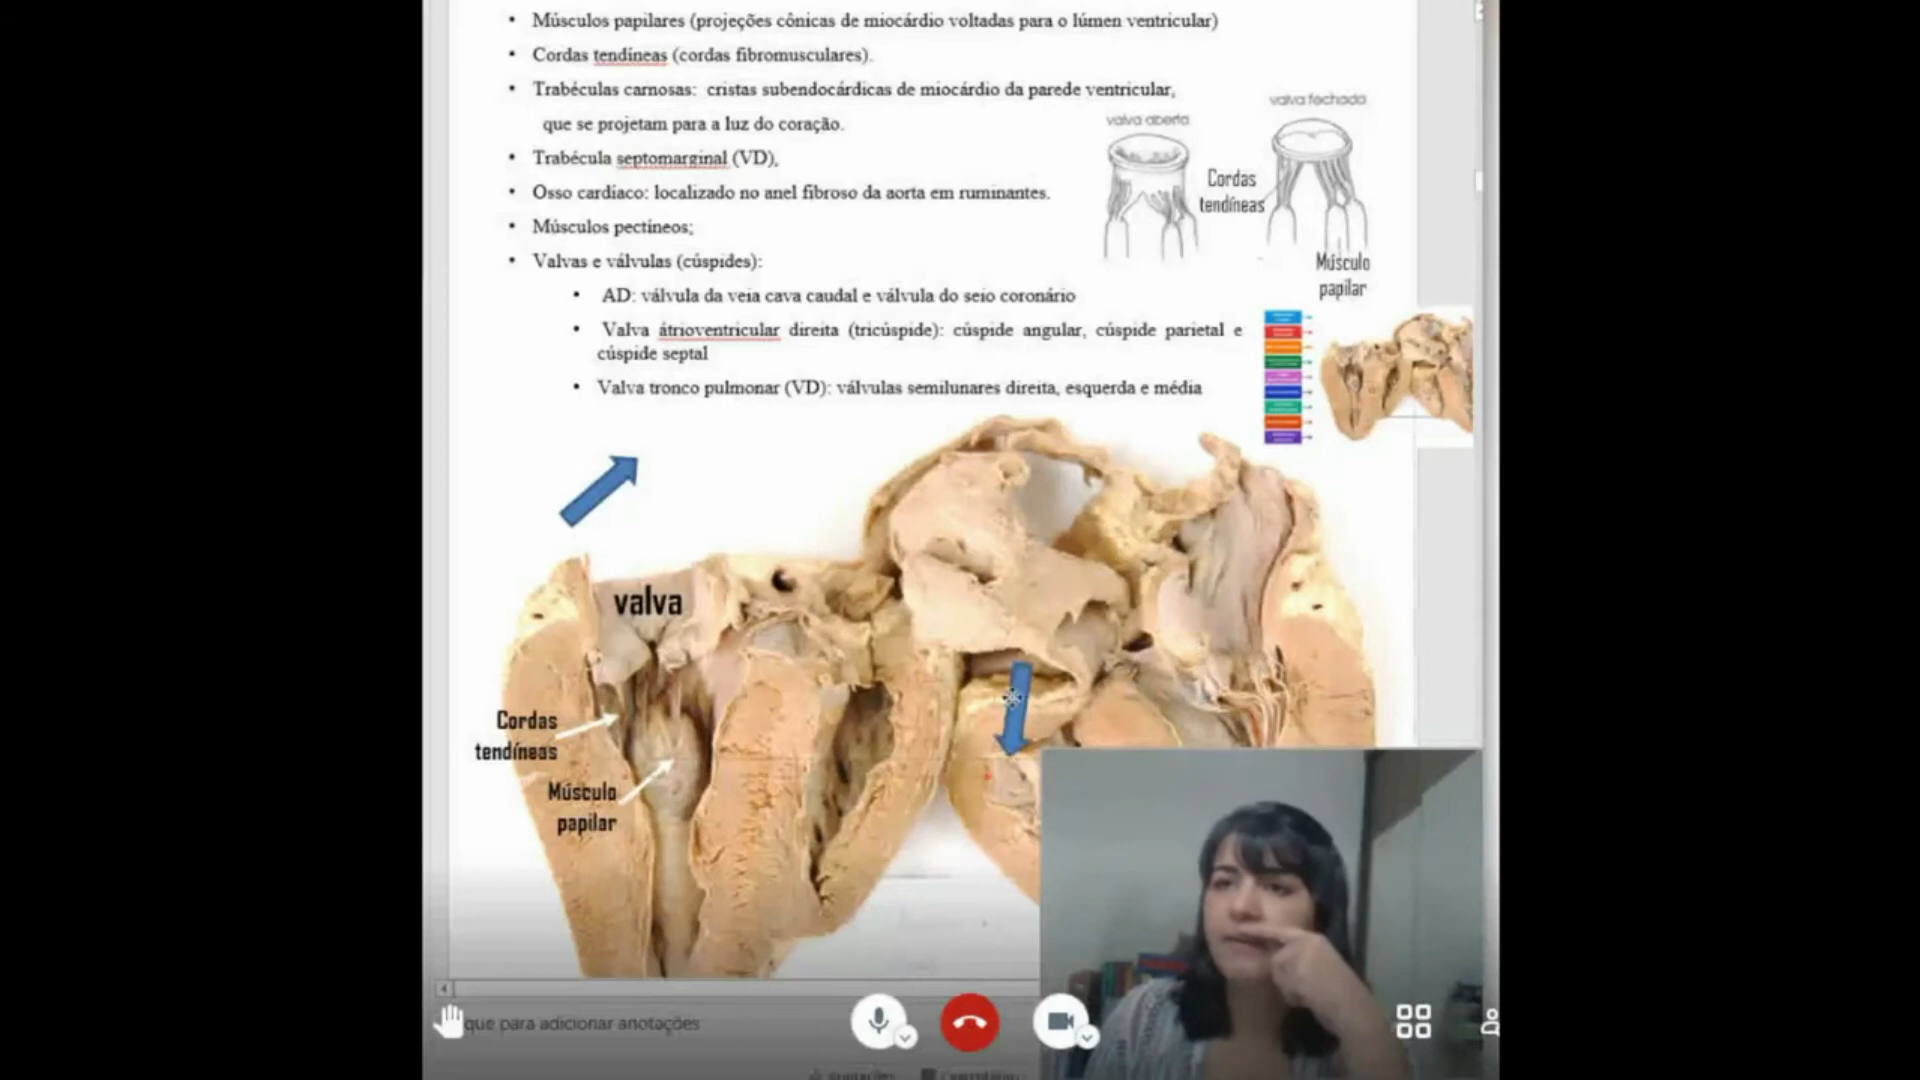 • Músculos papilares (projeções cônicas de miocárdio voltadas para o lúmen ventricular)
• Cordas tendíneas (cordas fibromusculares).
• Trabéculas carnosas: cristas subendocárdicas de miocárdio da parede ventricular,
que se projetam para a luz do coração.
• Trabécula septomarginal (VD),
• Osso cardíaco: localizado no anel fibroso da aorta em ruminantes.
• Músculos pectíneos;
• Valvas e válvulas (cúspides):
• AD: válvula da veia cava caudal e válvula do seio coronário
• Valva átrioventricular direita (tricúspide): cúspide angular, cúspide parietal e
cúspide septal
• Valva tronco pulmonar (VD): válvulas semilunares direita, esquerda e média
valva aberta
valva fechada
Cordas
tendíneas
Músculo
papilar
valva
Cordas
tendíneas
Músculo
papilar
que para adicionar anotações